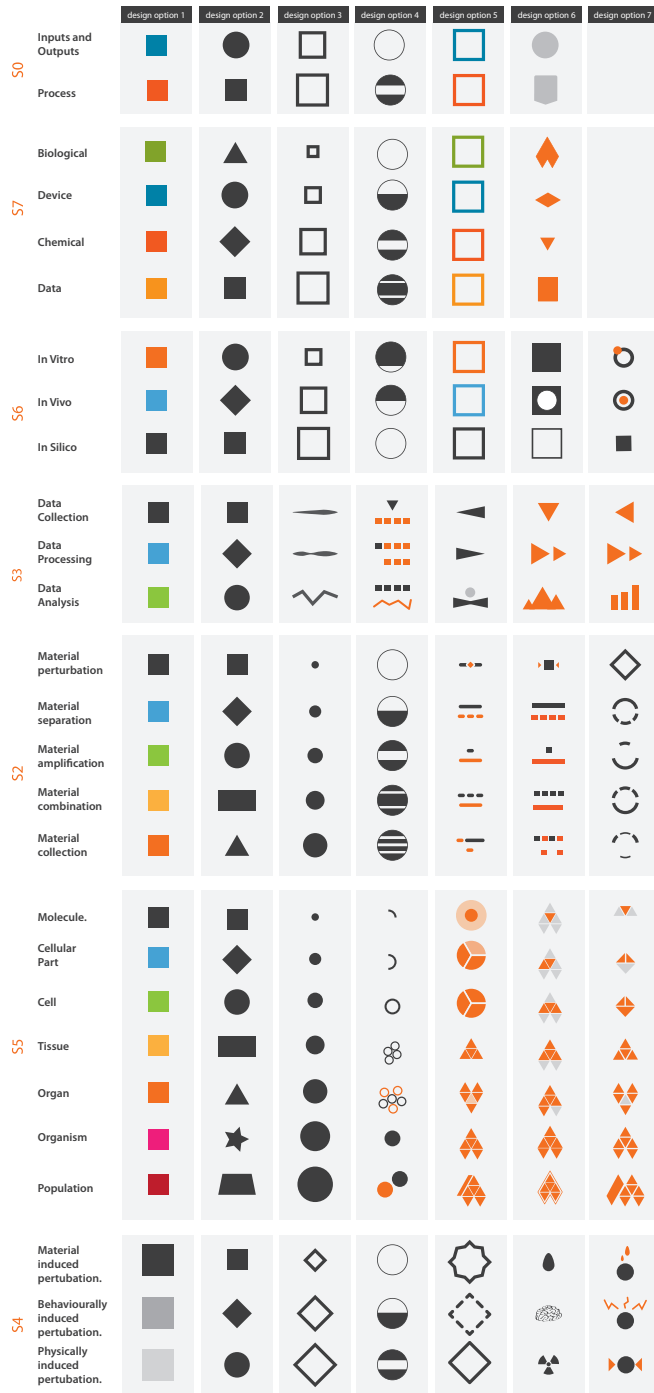 design option 1 design option 2 design option 3 design option 4 design option 5 design option 6 design option 7
S0
Inputs and
Outputs
Process
S7
Biological
Device
Chemical
Data
S6
In Vitro
In Vivo
In Silico
S3
Data
Collection
Data
Processing
Data
Analysis
S2
Material
perturbation
Material
separation
Material
amplification
Material
combination
Material
collection
S5
Molecule.
Cellular
Part
Cell
Tissue
Organ
Organism
Population
S4
Material
induced
pertubation.
Behaviourally
induced
pertubation.
Physically
induced
pertubation.